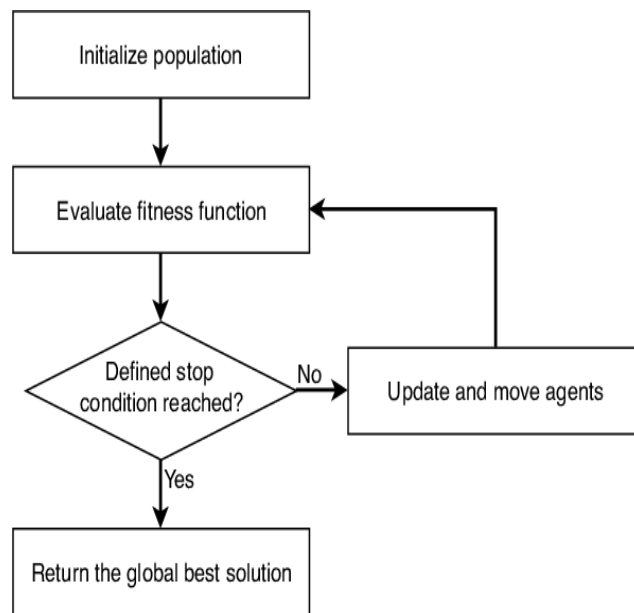 Initialize population
Evaluate fitness function
Defined stop
condition reached?
No
Update and move agents
Yes
Return the global best solution